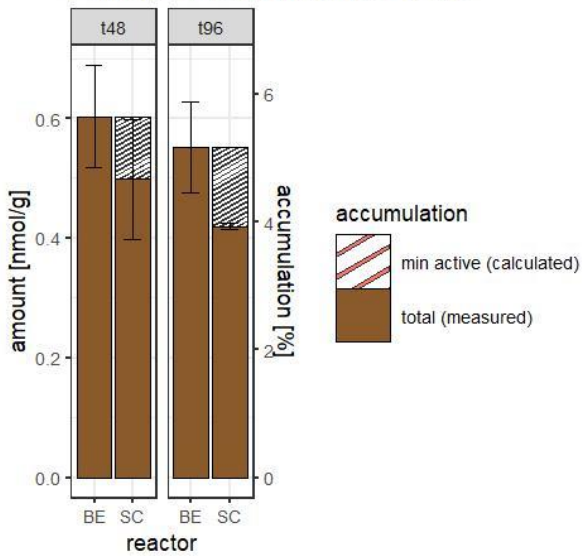 t48 t96
amount [nmol/g]
0.6
0.4
0.2
0.0
6
4
2
0
accumulation [%]
BE SC BE SC
reactor
accumulation
min active (calculated)
total (measured)